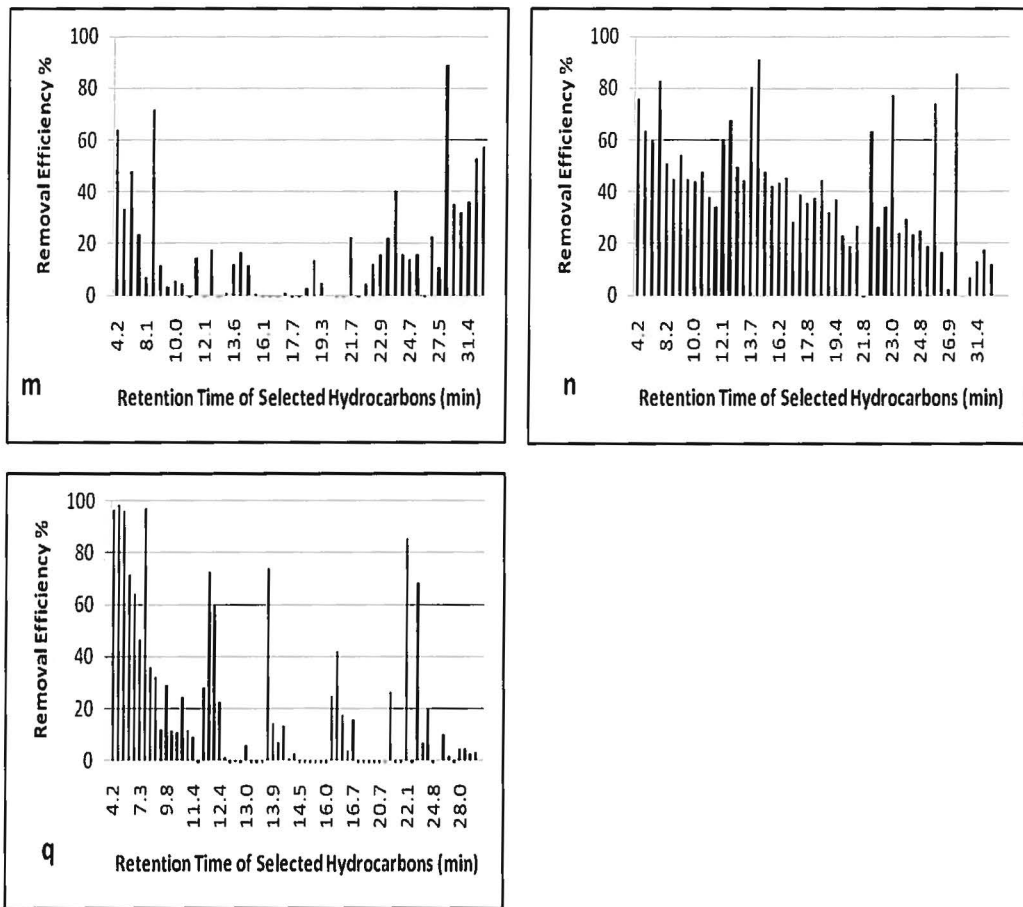 100
80
60
40
20
0
Removal Efficiency %
4.2 8.1 10.0 12.1 13.6 16.1 17.7 19.3 21.7 22.9 24.7 27.5 31.4
m
Retention Time of Selected Hydrocarbons (min)
100
80
60
40
20
0
Removal Efficiency %
4.2 8.2 10.0 12.1 13.7 16.2 17.8 19.4 21.8 23.0 24.8 26.9 31.4
n
Retention Time of Selected Hydrocarbons (min)
100
80
60
40
20
0
Removal Efficiency %
4.2 7.3 9.8 11.4 12.4 13.0 13.9 14.5 16.0 16.7 20.7 22.1 24.8 28.0
q
Retention Time of Selected Hydrocarbons (min)